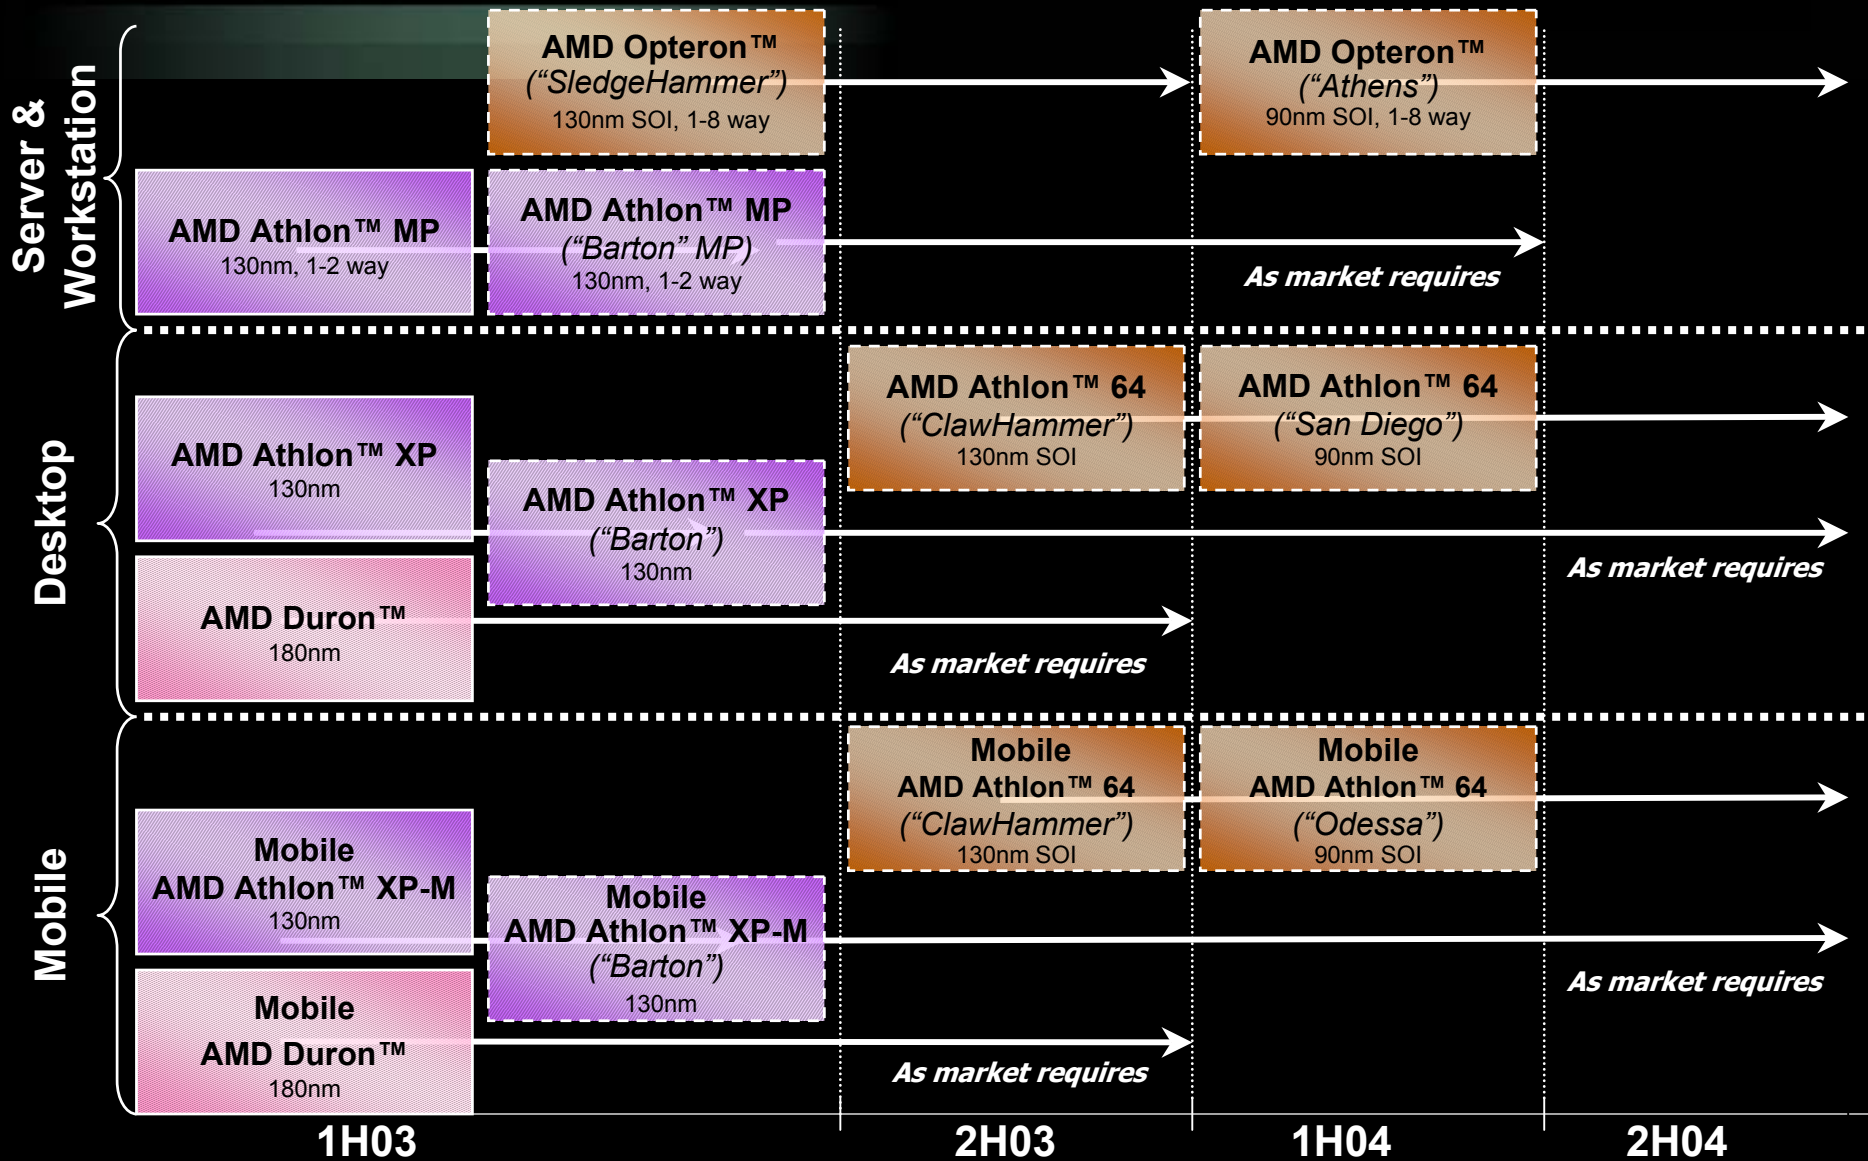 Server &
Workstation
AMD Opteron™
("SledgeHammer")
130nm SOI, 1-8 way
AMD Opteron™
("Athens")
90nm SOI, 1-8 way
AMD Athlon™ MP
130nm, 1-2 way
AMD Athlon™ MP
("Barton" MP)
130nm, 1-2 way
As market requires
Desktop
AMD Athlon™ XP
130nm
AMD Athlon™ XP
("Barton")
130nm
AMD Athlon™ 64
("ClawHammer")
130nm SOI
AMD Athlon™ 64
("San Diego")
90nm SOI
As market requires
AMD Duron™
180nm
As market requires
Mobile
Mobile
AMD Athlon™ XP-M
130nm
Mobile
AMD Athlon™ XP-M
("Barton")
130nm
Mobile
AMD Athlon™ 64
("ClawHammer")
130nm SOI
Mobile
AMD Athlon™ 64
("Odessa")
90nm SOI
As market requires
Mobile
AMD Duron™
180nm
As market requires
1H03
2H03
1H04
2H04